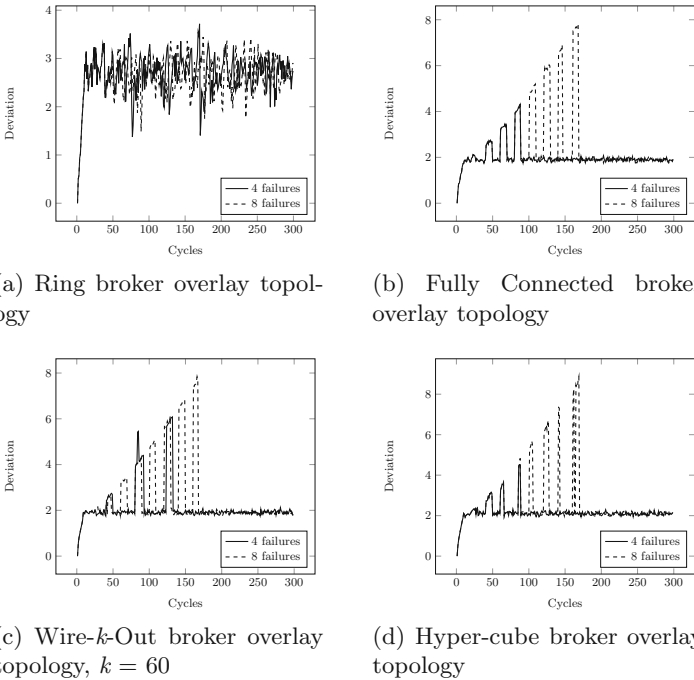 4
3
2
1
0
Deviation
0 50 100 150 200 250 300
Cycles
4 failures
8 failures
a) Ring broker overlay topol-
ogy
8
6
4
2
0
Deviation
0 50 100 150 200 250 300
Cycles
4 failures
8 failures
(b) Fully Connected broker
overlay topology
8
6
4
2
0
Deviation
0 50 100 150 200 250 300
Cycles
4 failures
8 failures
(c) Wire-k-Out broker overlay
topology, k = 60
8
6
4
2
0
Deviation
0 50 100 150 200 250 300
Cycles
4 failures
8 failures
(d) Hyper-cube broker overlay
topology